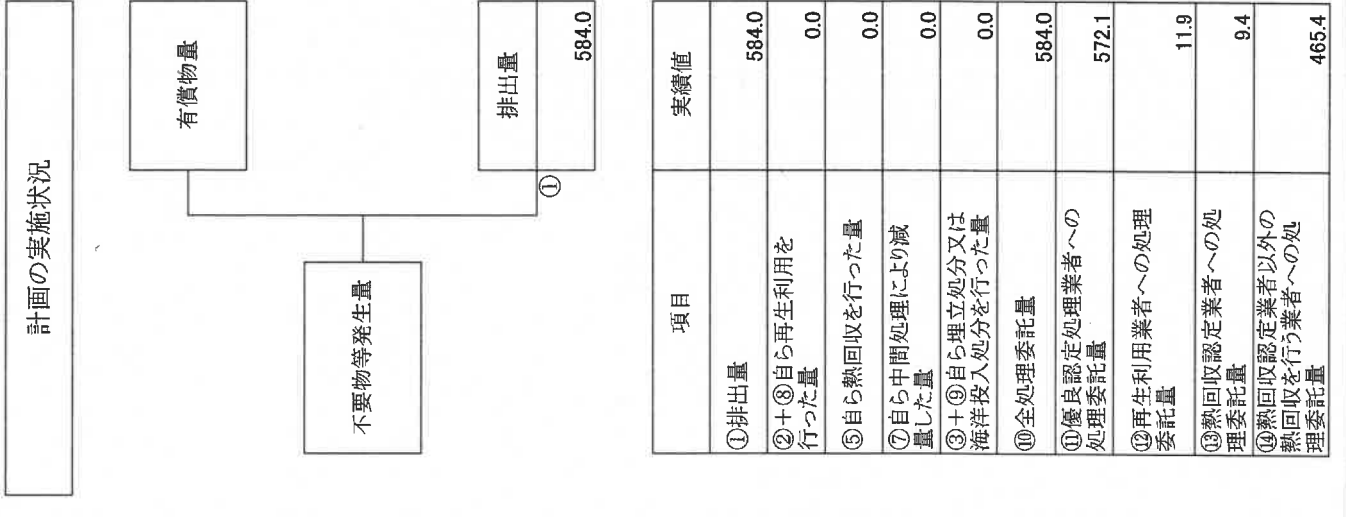 計画の実施状況
不要物等発生量
有償物量
①
排出量
584.0
項目
実績値
①排出量
584.0
②+⑧自ら再生利用を
行った量
0.0
⑤自ら熱回収を行った量
0.0
⑦自ら中間処理により減
量した量
0.0
③+⑨自ら埋立処分又は
海洋投入処分を行った量
0.0
⑩全処理委託量
584.0
⑪優良認定処理業者への
処理委託量
572.1
⑫再生利用業者への処理
委託量
11.9
⑬熱回収認定業者への処
理委託量
9.4
⑭熱回収認定業者以外の
熱回収を行う業者への処
理委託量
465.4